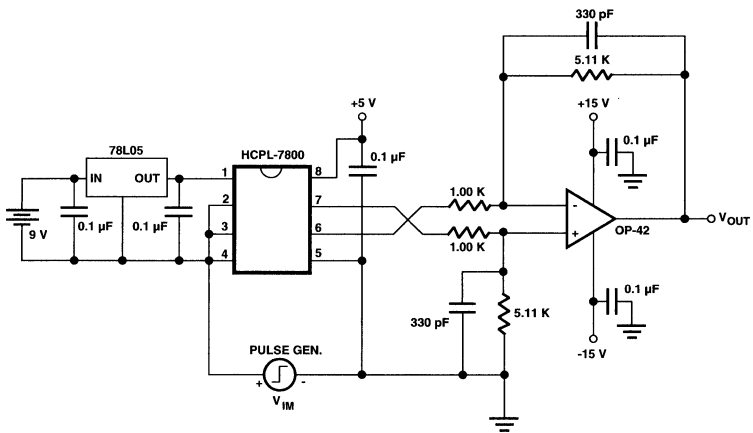 330 pF
5.11 K
+5 V
+15 V
78L05
HCPL-7800
0.1 µF
0.1 µF
IN OUT
1
8
1.00 K
2
7
-
0.1 µF
0.1 µF
3
6
+
OP-42
VOUT
9 V
1.00 K
4
5
0.1 µF
330 pF
5.11 K
PULSE GEN.
-15 V
+ -
VIM